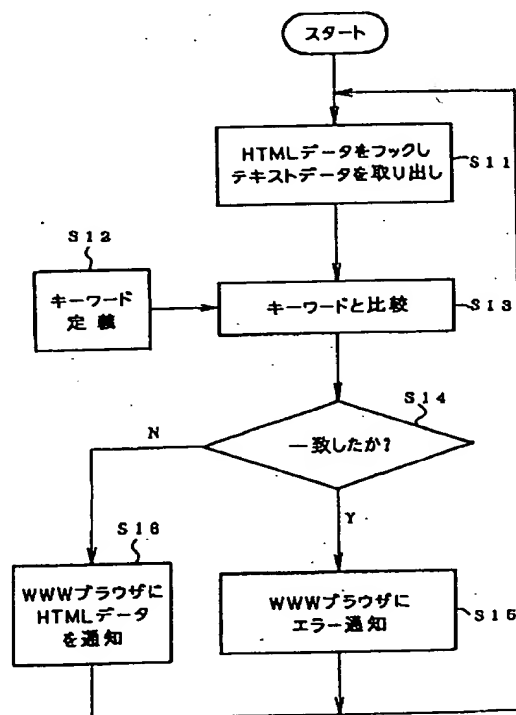 スタート
HTMLデータをフックし
テキストデータを取り出し
S11
S12
キーワード
定義
キーワードと比較
S13
S14
一致したか?
N
Y
S16
WWWブラウザに
HTMLデータ
を通知
WWWブラウザに
エラー通知
S15